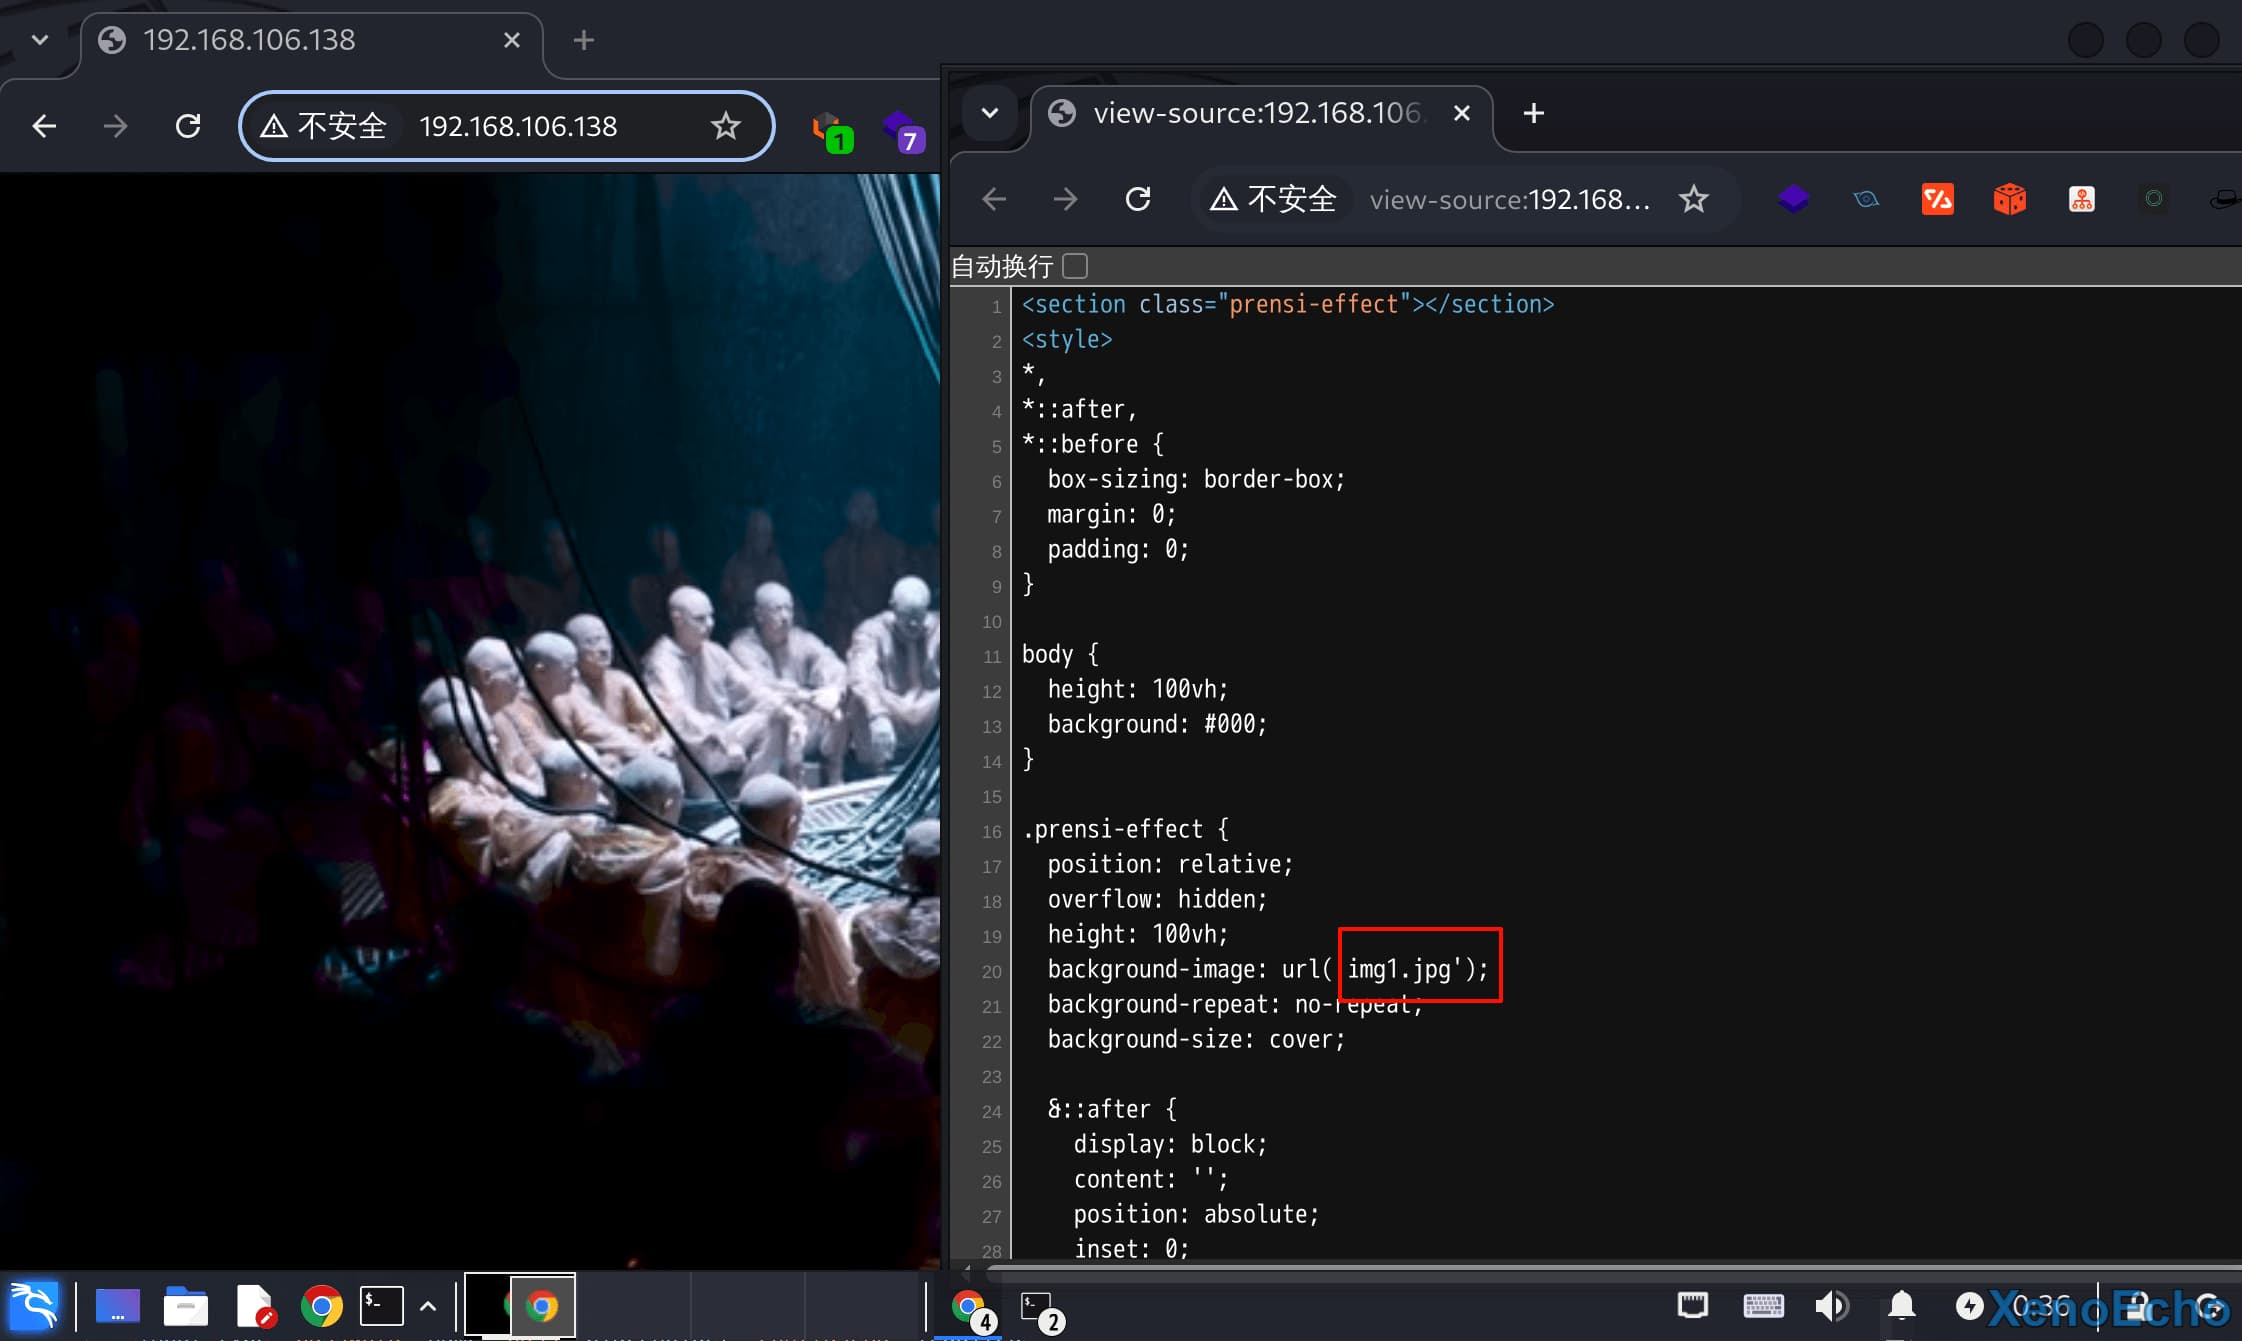 192.168.106.138
不安全 192.168.106.138
1
7
view-source:192.168.106.
不安全 view-source:192.168...
自动换行
1 <section class="prensi-effect"></section>
2 <style>
3 *,
4 *::after,
5 *::before {
6 box-sizing: border-box;
7 margin: 0;
8 padding: 0;
9 }
10
11 body {
12 height: 100vh;
13 background: #000;
14 }
15
16 .prensi-effect {
17 position: relative;
18 overflow: hidden;
19 height: 100vh;
20 background-image: url( img1.jpg');
21 background-repeat: no-repeat;
22 background-size: cover;
23
24 &::after {
25 display: block;
26 content: '';
27 position: absolute;
28 inset: 0;
4
2
0:36
XenoEcho